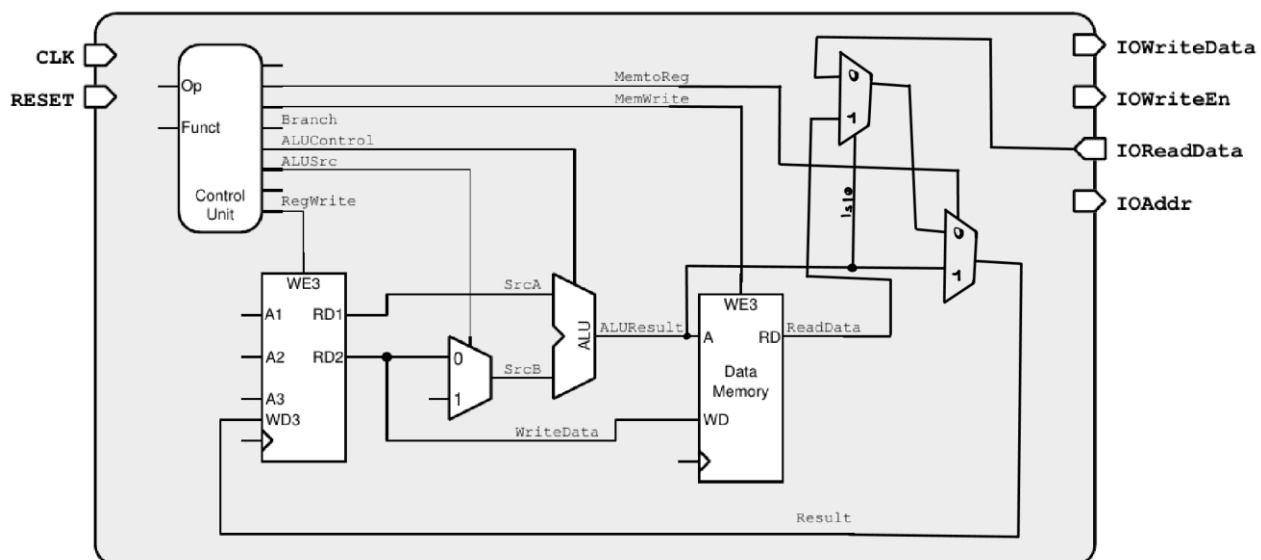 CLK
RESET
IOWriteData
IOWriteEn
IOReadData
IOAddr
Op
Funct
Control
Unit
MemtoReg
MemWrite
Branch
ALUControl
ALUSrc
RegWrite
0
1
0
1
WE3
A1
RD1
A2
RD2
A3
WD3
0
1
SrcA
SrcB
ALU
ALUResult
WE3
A
RD
Data
Memory
WD
ReadData
WriteData
Result